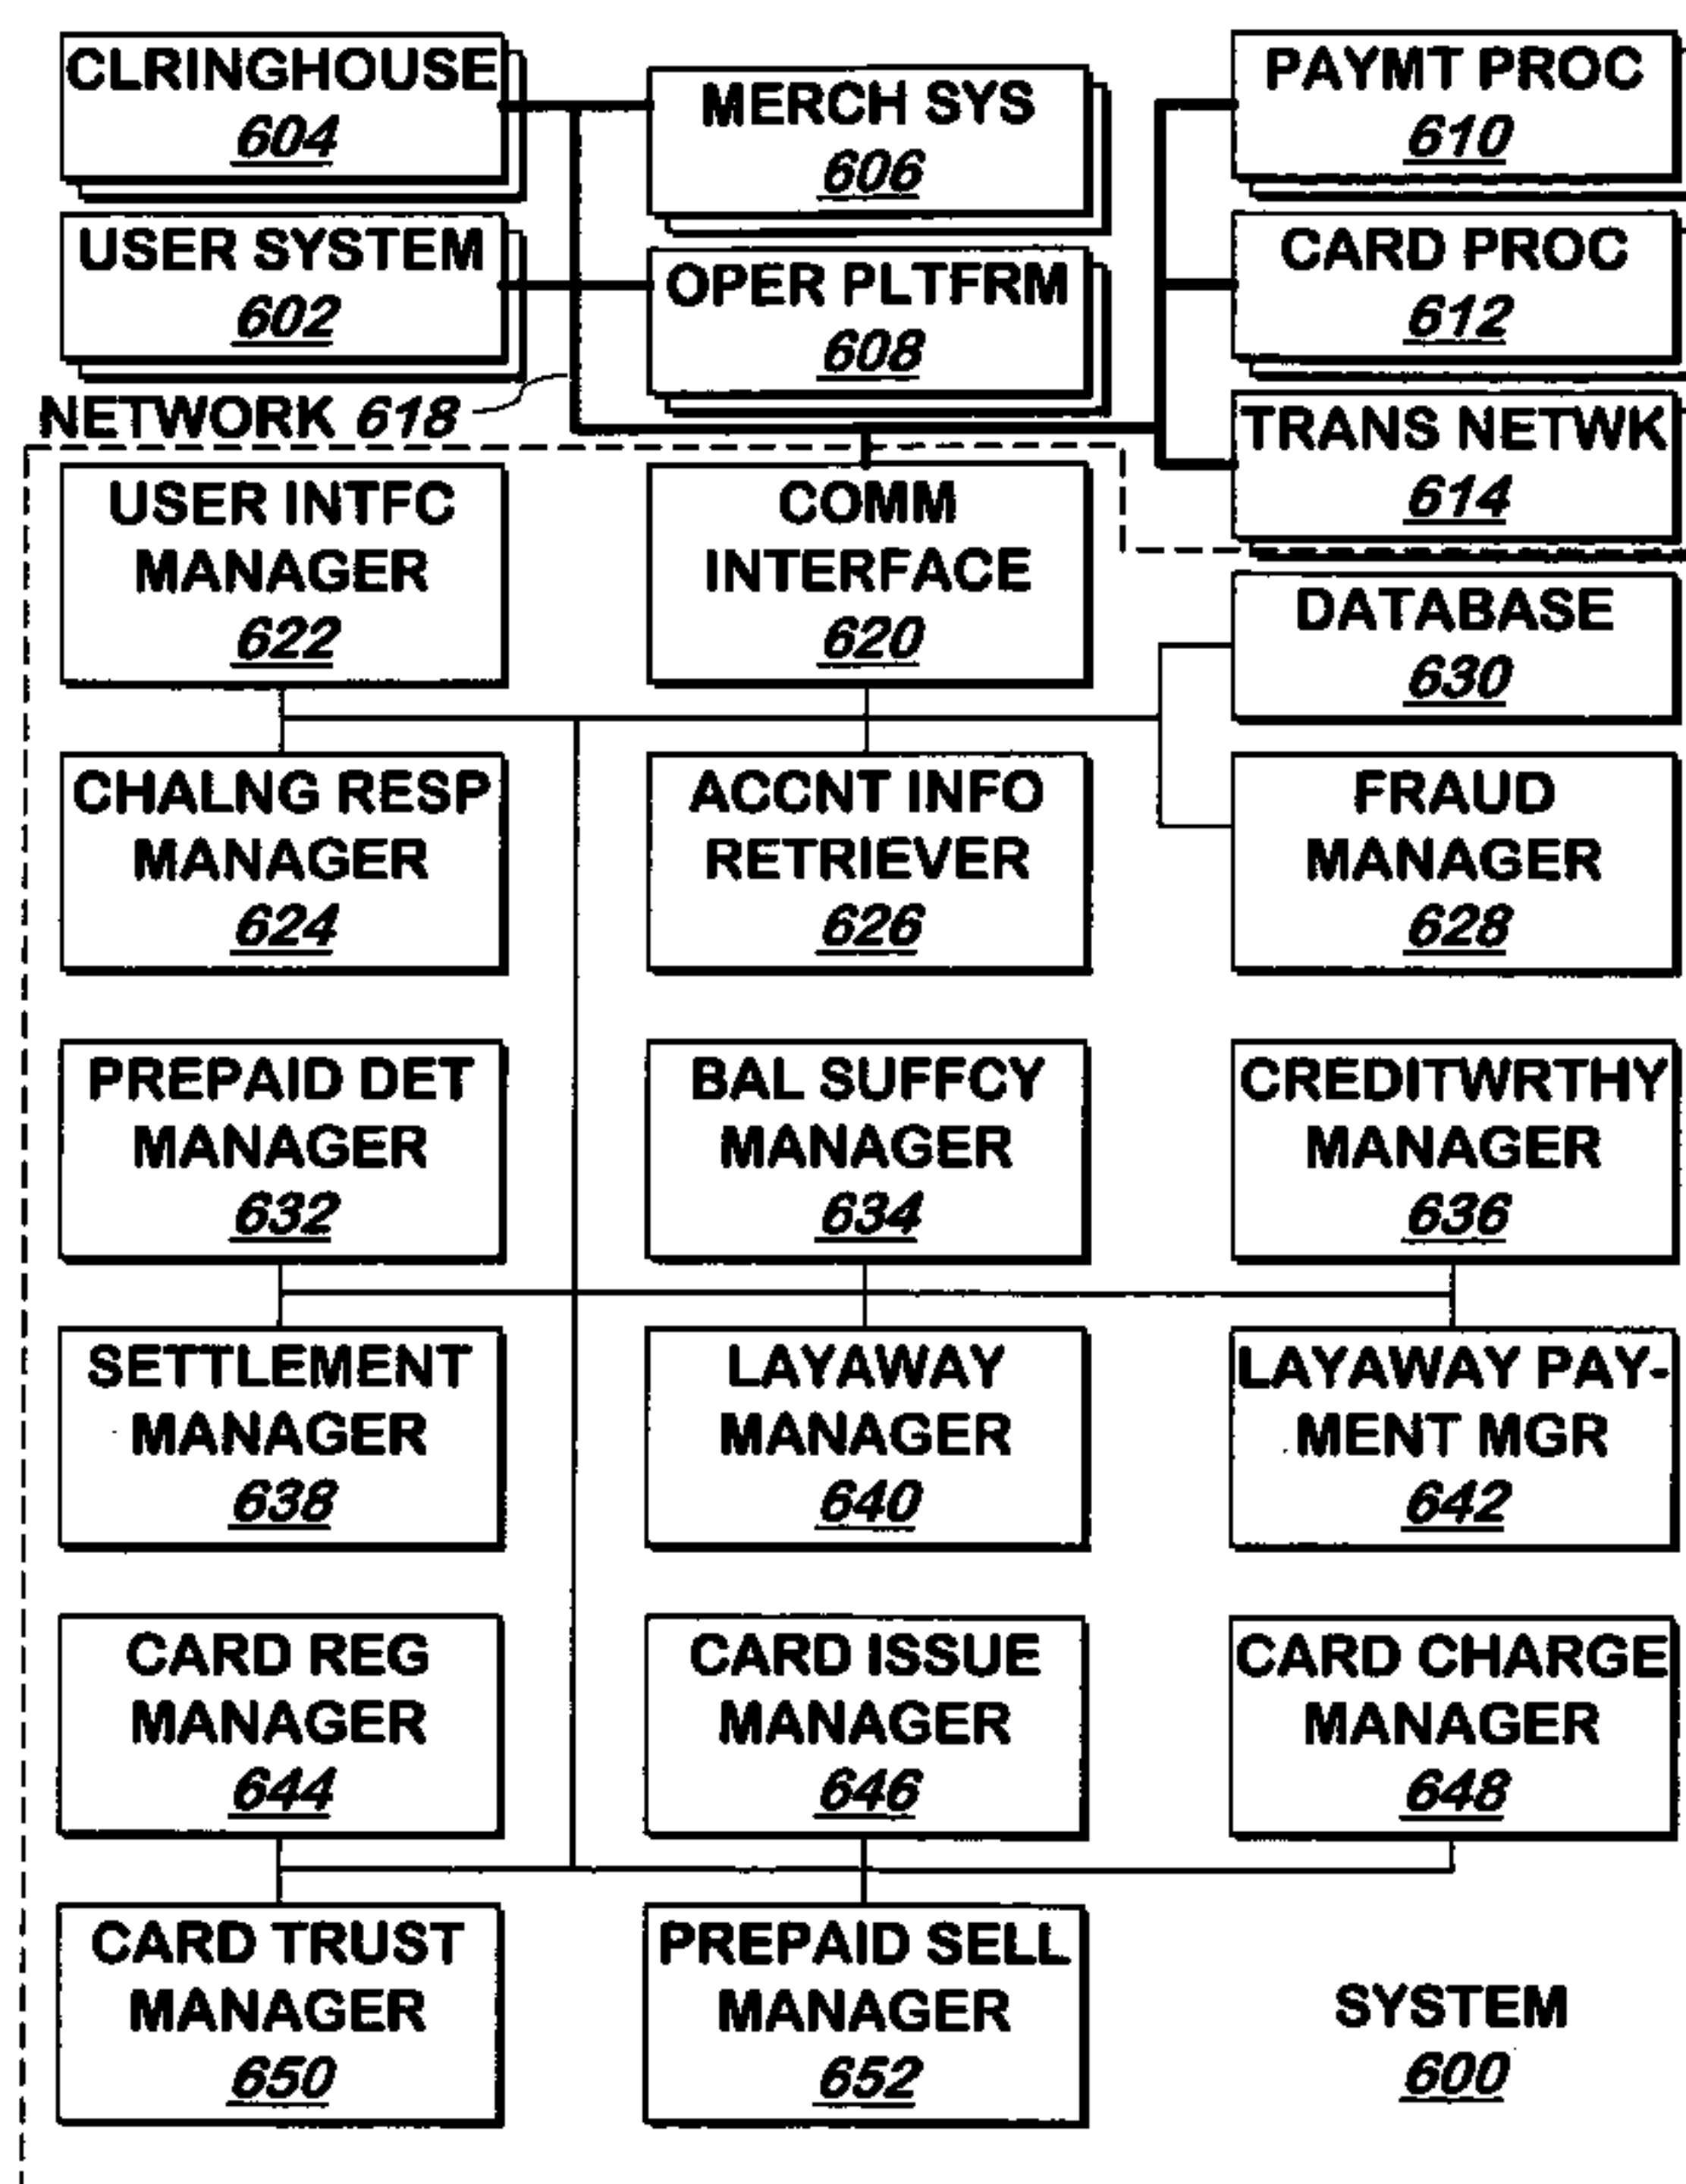 CLRINGHOUSE
604
MERCH SYS
606
PAYMT PROC
610
USER SYSTEM
602
OPER PLTFRM
608
CARD PROC
612
NETWORK 618
TRANS NETWK
614
USER INTFC
MANAGER
622
COMM
INTERFACE
620
DATABASE
630
CHALNG RESP
MANAGER
624
ACCNT INFO
RETRIEVER
626
FRAUD
MANAGER
628
PREPAID DET
MANAGER
632
BAL SUFFCY
MANAGER
634
CREDITWRTHY
MANAGER
636
SETTLEMENT
MANAGER
638
LAYAWAY
MANAGER
640
LAYAWAY PAY-
MENT MGR
642
CARD REG
MANAGER
644
CARD ISSUE
MANAGER
646
CARD CHARGE
MANAGER
648
CARD TRUST
MANAGER
650
PREPAID SELL
MANAGER
652
SYSTEM
600